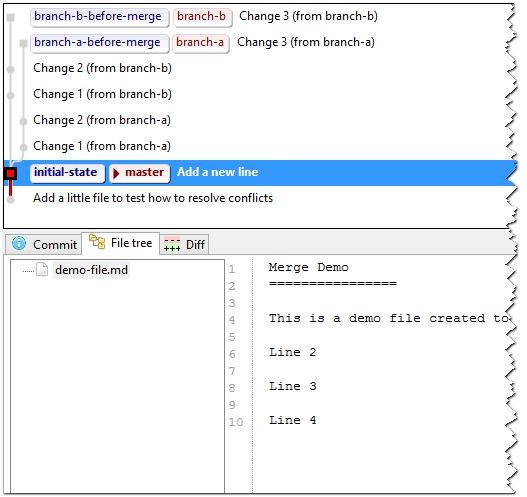 branch-b-before-merge branch-b Change 3 (from branch-b)
branch-a-before-merge branch-a Change 3 (from branch-a)
Change 2 (from branch-b)
Change 1 (from branch-b)
Change 2 (from branch-a)
Change 1 (from branch-a)
initial-state master Add a new line
Add a little file to test how to resolve conflicts
Commit File tree Diff
demo-file.md
1 Merge Demo
2 ================
3
4 This is a demo file created to
5
6 Line 2
7
8 Line 3
9
10 Line 4